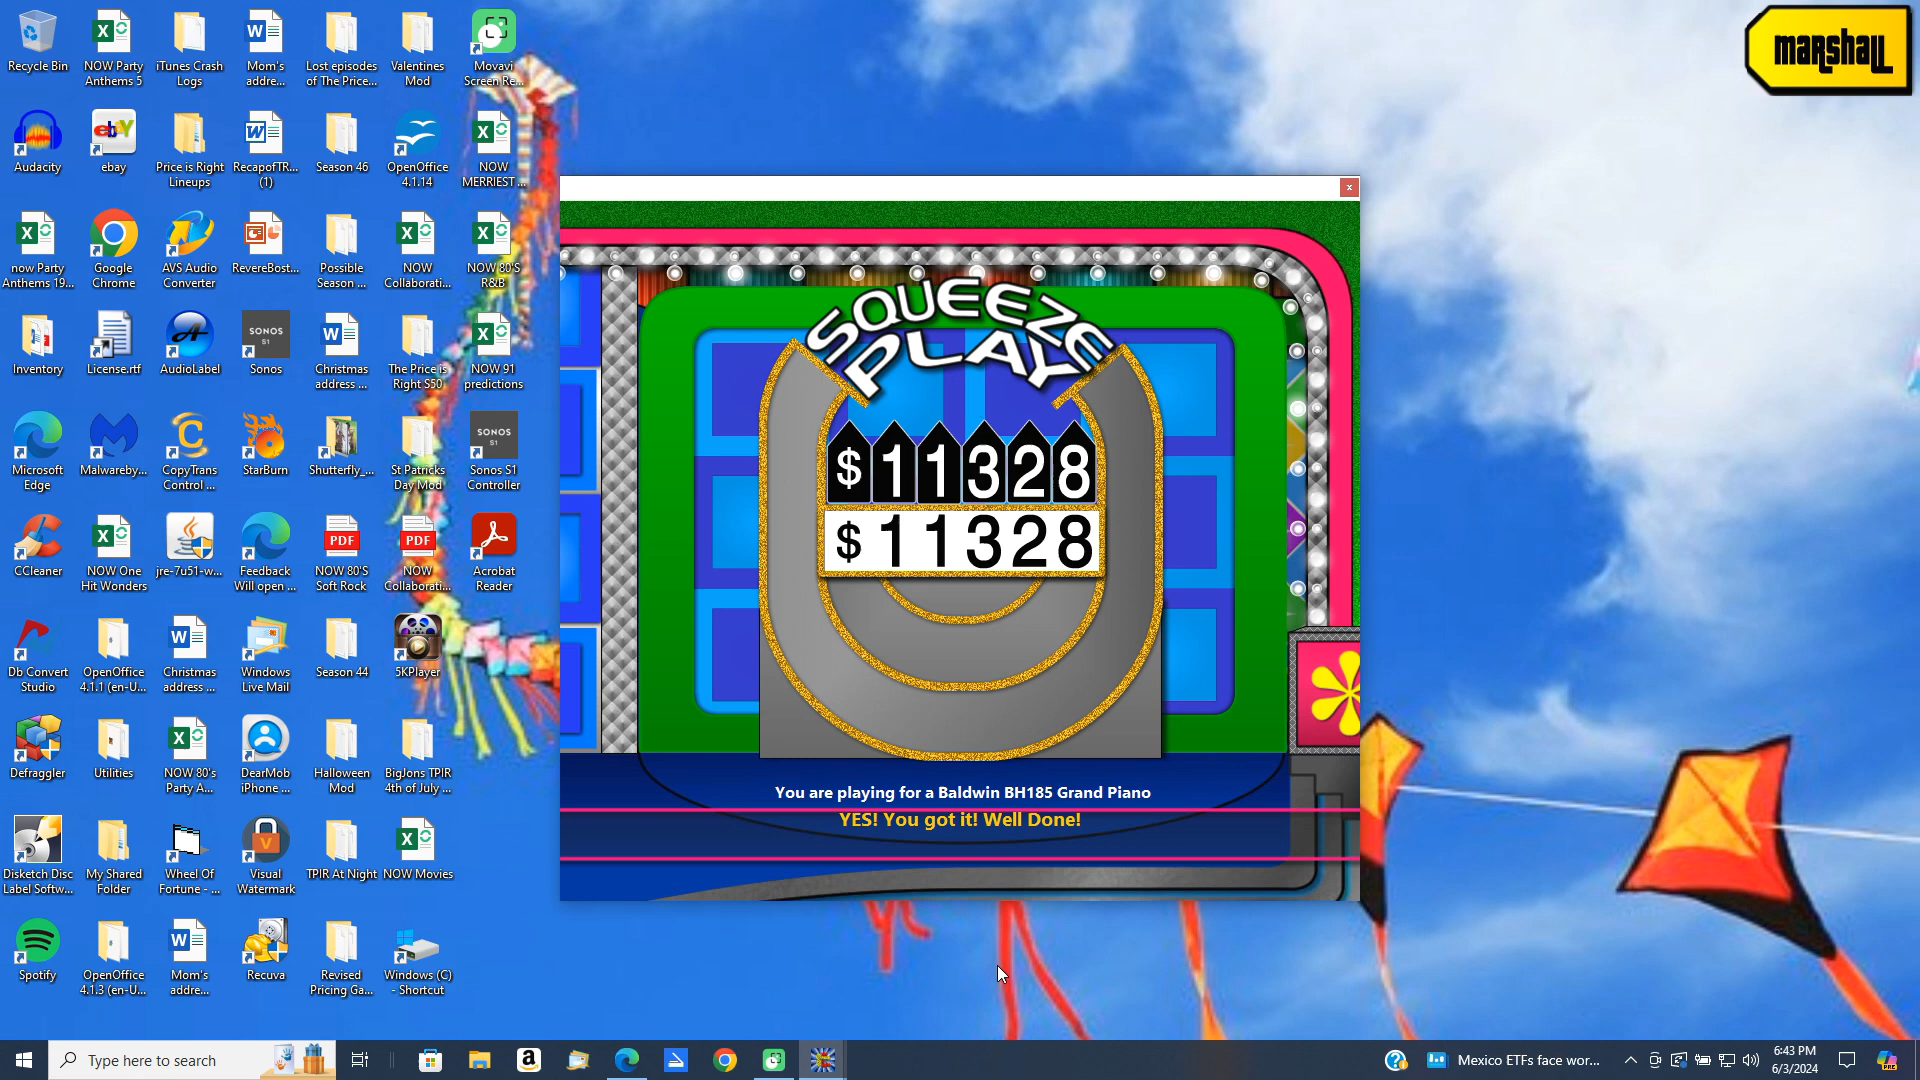 Recycle Bin
NOW Party
Anthems 5
iTunes Crash
Logs
Mom's
addre...
Lost episodes
of The Price...
Valentines
Mod
Movavi
Screen Re...
Audacity
ebay
Price is Right
Lineups
RecapofTR...
(1)
Season 46
OpenOffice
4.1.14
NOW
MERRIEST ...
now Party
Anthems 19...
Google
Chrome
AVS Audio
Converter
RevereBost...
Possible
Season ...
NOW
Collaborati...
NOW 80'S
R&B
Inventory
License.rtf
AudioLabel
SONOS
S1
Sonos
Christmas
address ...
The Price is
Right S50
NOW 91
predictions
Microsoft
Edge
Malwareby...
CopyTrans
Control ...
StarBurn
Shutterfly_...
St Patricks
Day Mod
SONOS
S1
Sonos S1
Controller
CCleaner
NOW One
Hit Wonders
jre-7u51-w...
Feedback
Will open ...
PDF
NOW 80'S
Soft Rock
PDF
NOW
Collaborati...
Acrobat
Reader
Db Convert
Studio
OpenOffice
4.1.1 (en-U...
Christmas
address ...
Windows
Live Mail
Season 44
5KPlayer
Defraggler
Utilities
NOW 80's
Party A...
DearMob
iPhone ...
Halloween
Mod
BigJons TPIR
4th of July ...
Disketch Disc
Label Softw...
My Shared
Folder
Wheel Of
Fortune - ...
Visual
Watermark
TPIR At Night
NOW Movies
Spotify
OpenOffice
4.1.3 (en-U...
Mom's
addre...
Recuva
Revised
Pricing Ga...
Windows (C)
- Shortcut
marshall
SQUEEZE
PLAY
$11328
$11328
You are playing for a Baldwin BH185 Grand Piano
YES! You got it! Well Done!
Type here to search
Mexico ETFs face wor...
6:43 PM
6/3/2024